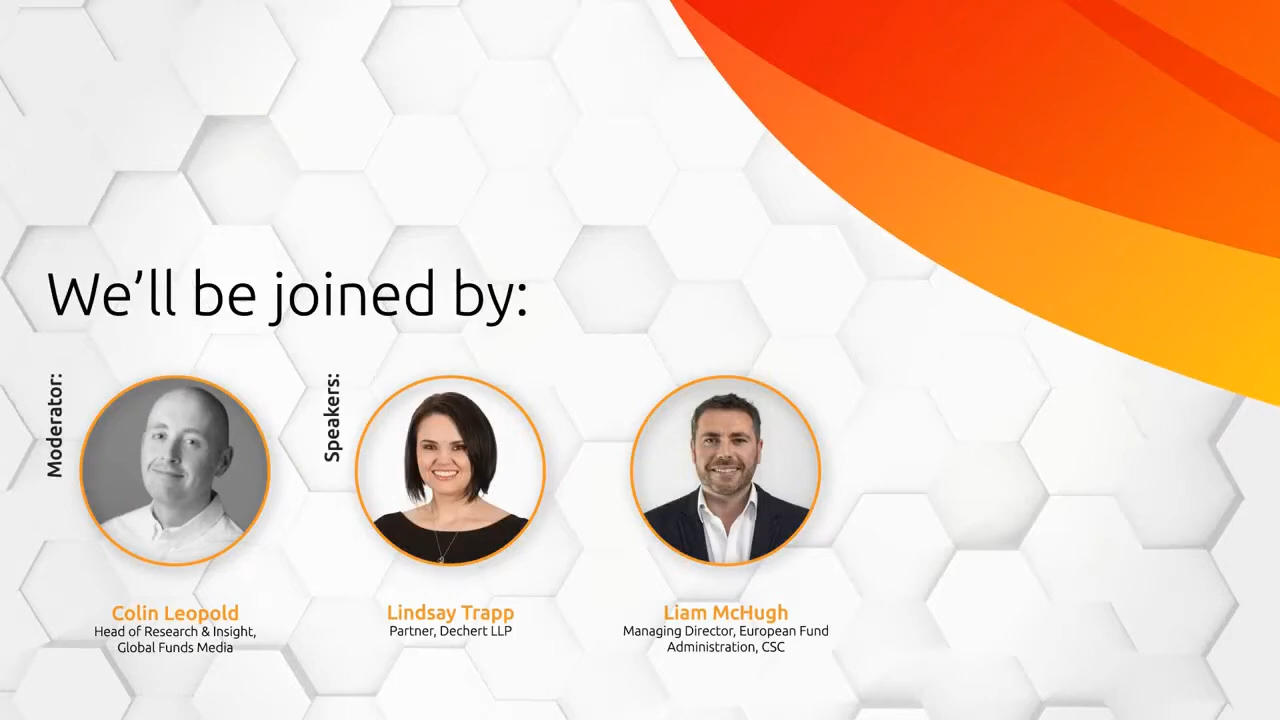 We'll be joined by:
Moderator:
Colin Leopold
Head of Research & Insight,
Global Funds Media
Speakers:
Lindsay Trapp
Partner, Dechert LLP
Liam McHugh
Managing Director, European Fund
Administration, CSC